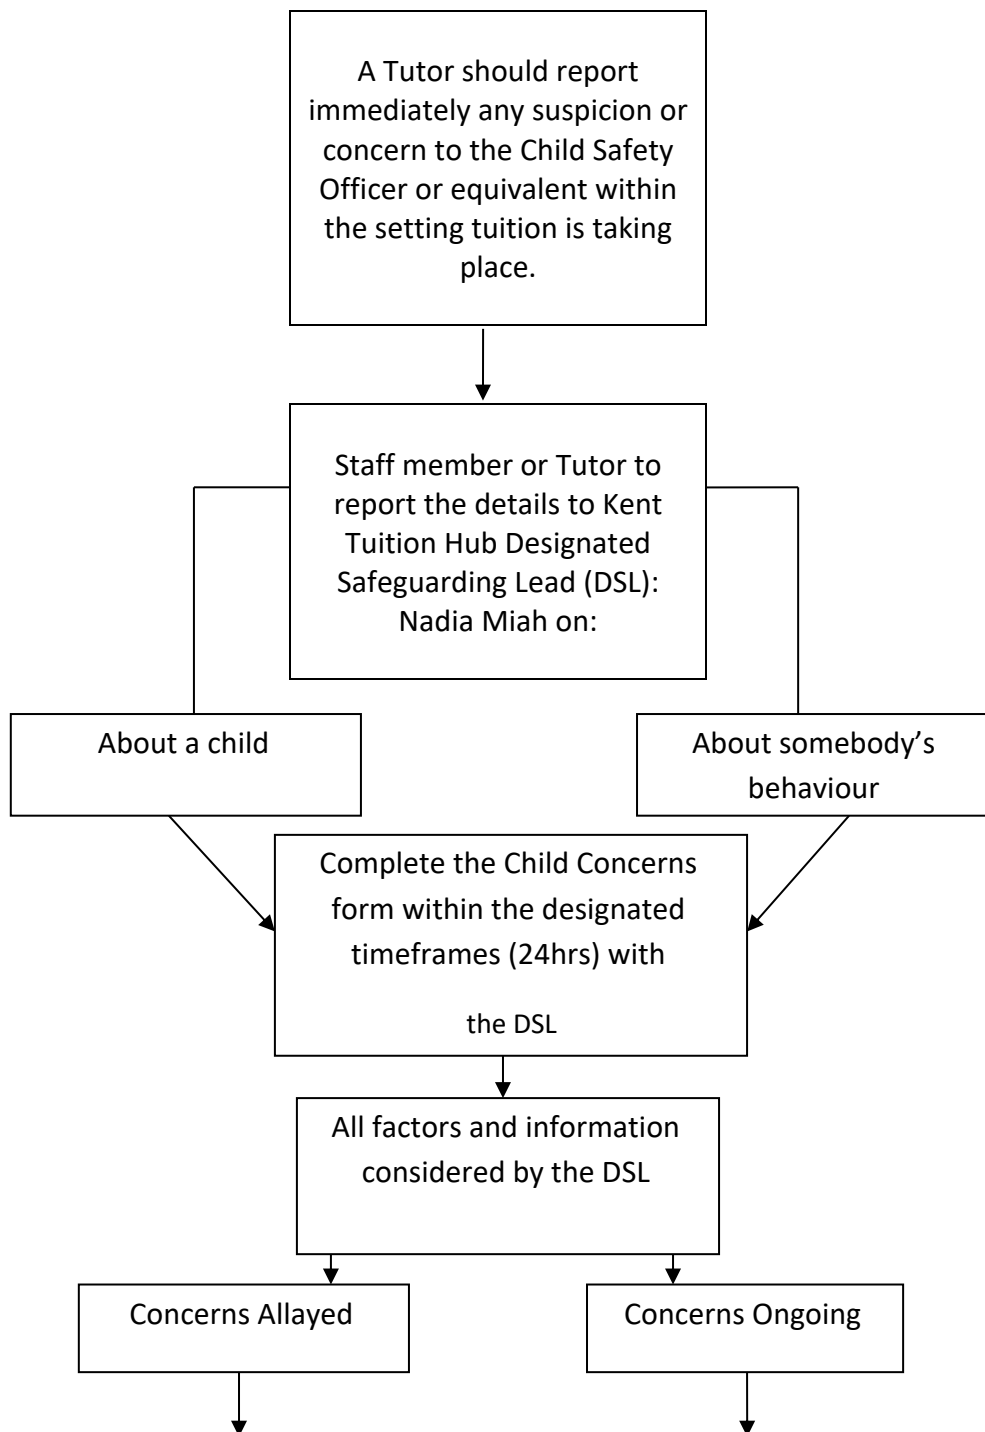 A Tutor should report
immediately any suspicion or
concern to the Child Safety
Officer or equivalent within
the setting tuition is taking
place.
Staff member or Tutor to
report the details to Kent
Tuition Hub Designated
Safeguarding Lead (DSL):
Nadia Miah on:
About a child
About somebody’s
behaviour
Complete the Child Concerns
form within the designated
timeframes (24hrs) with
the DSL
All factors and information
considered by the DSL
Concerns Allayed
Concerns Ongoing